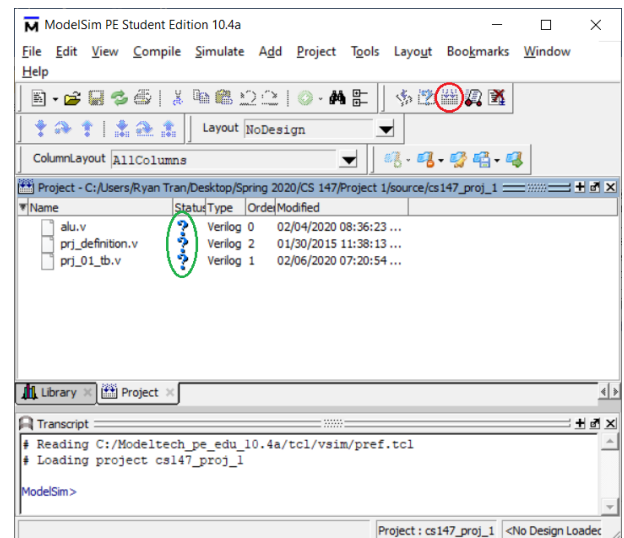 ModelSim PE Student Edition 10.4a
File Edit View Compile Simulate Add Project Tools Layout Bookmarks Window
Help
Layout NoDesign
ColumnLayout AllColumns
Project - C:/Users/Ryan Tran/Desktop/Spring 2020/CS 147/Project 1/source/cs147_proj_1
Name Status Type Order Modified
alu.v ? Verilog 0 02/04/2020 08:36:23 ...
prj_definition.v ? Verilog 2 01/30/2015 11:38:13 ...
prj_01_tb.v ? Verilog 1 02/06/2020 07:20:54 ...
Library Project
Transcript
# Reading C:/Modeltech_pe_edu_10.4a/tcl/vsim/pref.tcl
# Loading project cs147_proj_1
ModelSim>
Project : cs147_proj_1 <No Design Loadec